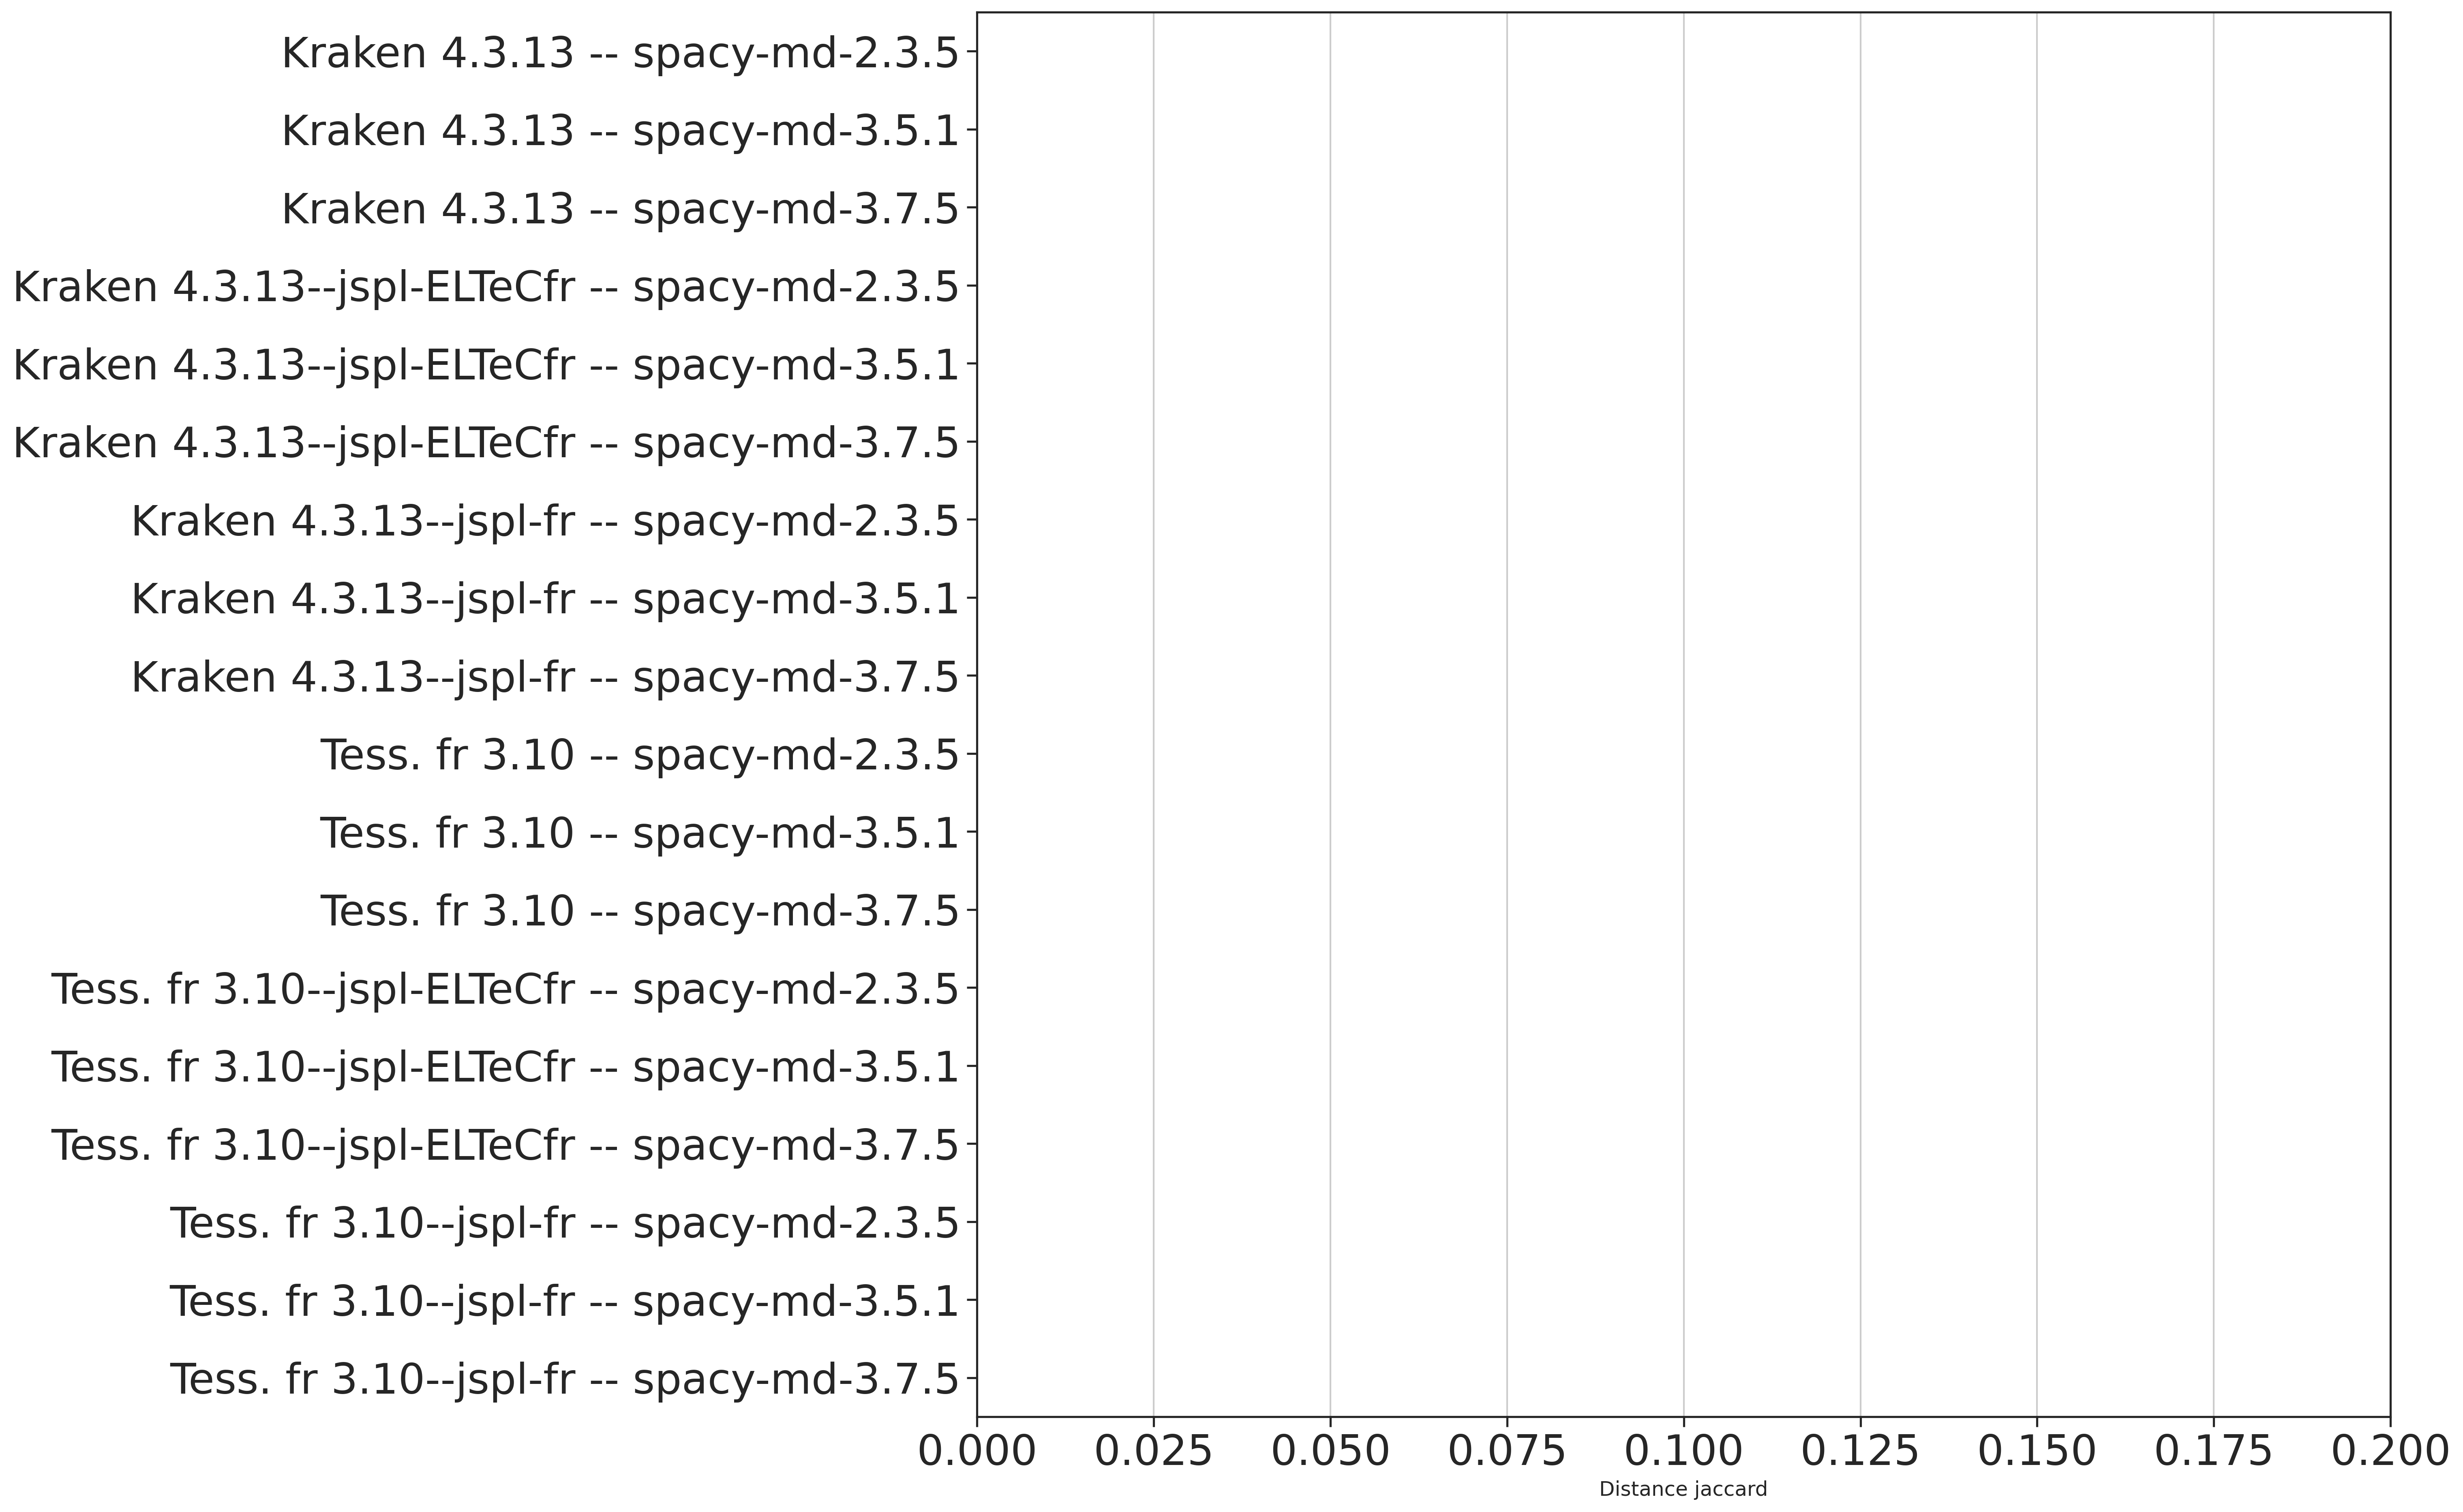 Kraken 4.3.13 -- spacy-md-2.3.5
Kraken 4.3.13 -- spacy-md-3.5.1
Kraken 4.3.13 -- spacy-md-3.7.5
Kraken 4.3.13--jspl-ELTeCfr -- spacy-md-2.3.5
Kraken 4.3.13--jspl-ELTeCfr -- spacy-md-3.5.1
Kraken 4.3.13--jspl-ELTeCfr -- spacy-md-3.7.5
Kraken 4.3.13--jspl-fr -- spacy-md-2.3.5
Kraken 4.3.13--jspl-fr -- spacy-md-3.5.1
Kraken 4.3.13--jspl-fr -- spacy-md-3.7.5
Tess. fr 3.10 -- spacy-md-2.3.5
Tess. fr 3.10 -- spacy-md-3.5.1
Tess. fr 3.10 -- spacy-md-3.7.5
Tess. fr 3.10--jspl-ELTeCfr -- spacy-md-2.3.5
Tess. fr 3.10--jspl-ELTeCfr -- spacy-md-3.5.1
Tess. fr 3.10--jspl-ELTeCfr -- spacy-md-3.7.5
Tess. fr 3.10--jspl-fr -- spacy-md-2.3.5
Tess. fr 3.10--jspl-fr -- spacy-md-3.5.1
Tess. fr 3.10--jspl-fr -- spacy-md-3.7.5
0.000 0.025 0.050 0.075 0.100 0.125 0.150 0.175 0.200
Distance jaccard